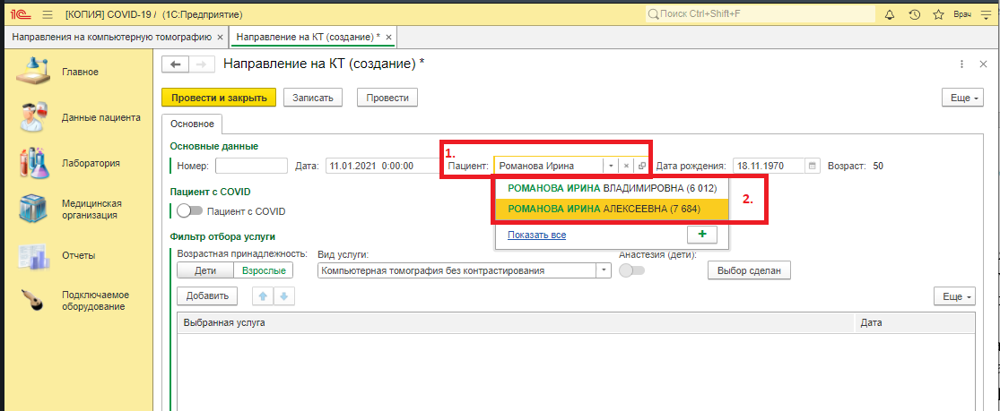 1С [КОПИЯ] COVID-19 / (1С:Предприятие) Поиск Ctrl+Shift+F Врач
Направления на компьютерную томографию × Направление на КТ (создание) * ×
Главное
Данные пациента
Лаборатория
Медицинская
организация
Отчеты
Подключаемое
оборудование
Направление на КТ (создание) *
Провести и закрыть Записать Провести Еще
Основное
Основные данные
1.
Номер: Дата: 11.01.2021 0:00:00 Пациент: Романова Ирина Дата рождения: 18.11.1970 Возраст: 50
РОМАНОВА ИРИНА ВЛАДИМИРОВНА (6 012)
РОМАНОВА ИРИНА АЛЕКСЕЕВНА (7 684)
2.
Показать все +
Пациент с COVID
Пациент с COVID
Фильтр отбора услуги
Возрастная принадлежность: Вид услуги: Анастезия (дети):
Дети Взрослые Компьютерная томография без контрастирования Выбор сделан
Добавить Еще
Выбранная услуга Дата